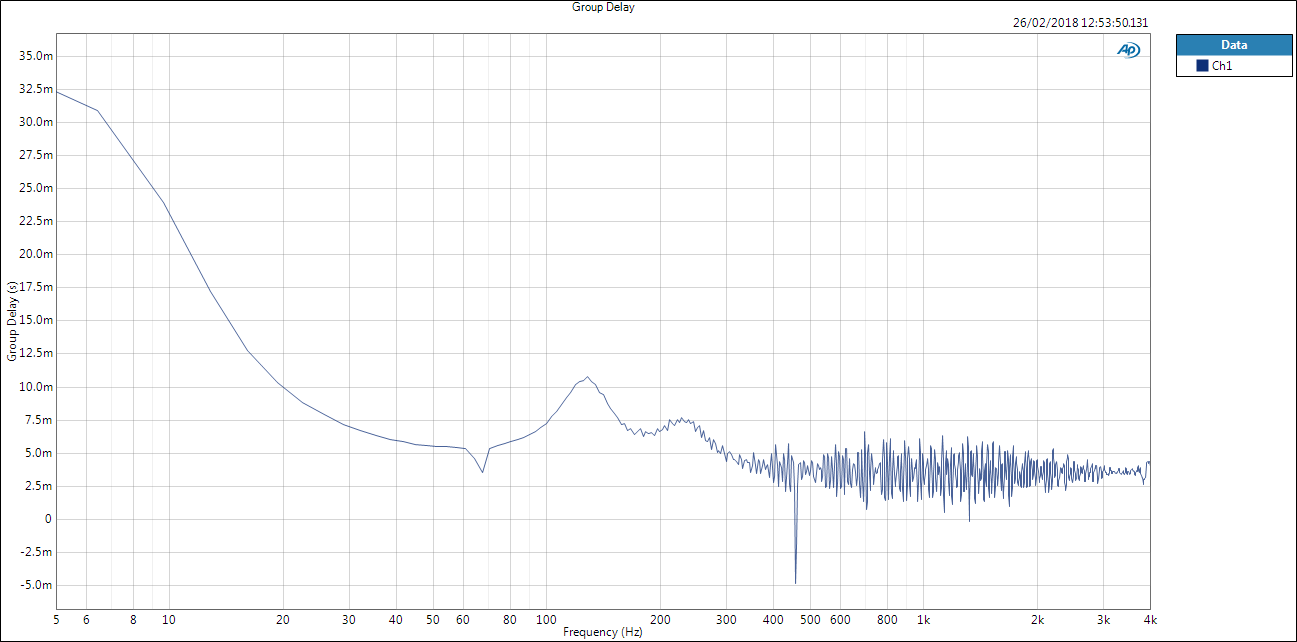 Group Delay
26/02/2018 12:53:50.131
AP
Data
Ch1
Group Delay (s)
35.0m
32.5m
30.0m
27.5m
25.0m
22.5m
20.0m
17.5m
15.0m
12.5m
10.0m
7.5m
5.0m
2.5m
0
-2.5m
-5.0m
5 6 8 10 20 30 40 50 60 80 100 200 300 400 500 600 800 1k 2k 3k 4k
Frequency (Hz)